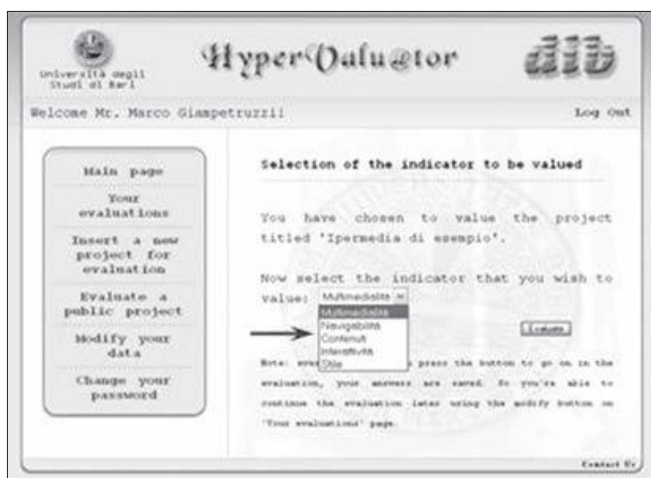 Università degli
Studi di Bari
HyperValu@tor
dib
Welcome Mr. Marco Giampetruzzi!
Log Out
Main page
Your
evaluations
Insert a new
project for
evaluation
Evaluate a
public project
Modify your
data
Change your
password
Selection of the indicator to be valued
You have chosen to value the project
titled 'Ipermedia di esempio'.
Now select the indicator that you wish to
value: Multimedialità
Multimedialità
Navigabilità
Contenuti
Interattività
Stile
Evaluate
Note: press the button to go on in the
evaluation, your answers are saved. So you're able to
continue the evaluation later using the modify button on
'Your evaluations' page.
Contact Us